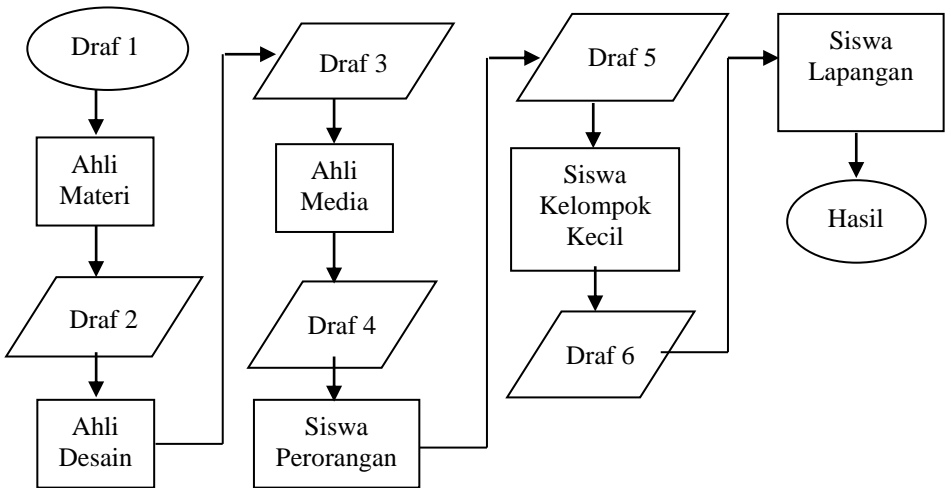 Draf 1
Ahli
Materi
Draf 2
Ahli
Desain
Draf 3
Ahli
Media
Draf 4
Siswa
Perorangan
Draf 5
Siswa
Kelompok
Kecil
Draf 6
Siswa
Lapangan
Hasil